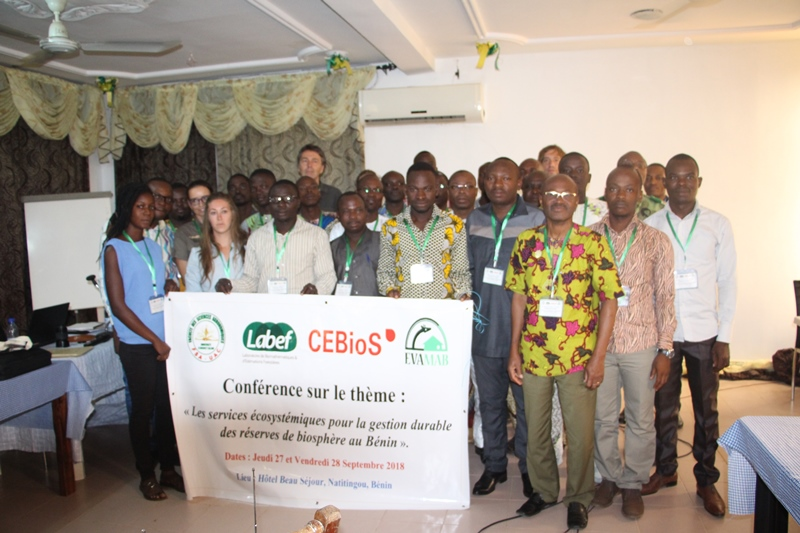 Labef
CEBioS
EVAMAB
Conférence sur le thème :
« Les services écosystémiques pour la gestion durable
des réserves de biosphère au Bénin ».
Dates : Jeudi 27 et Vendredi 28 Septembre 2018
Lieu : Hôtel Beau Séjour, Natitingou, Bénin